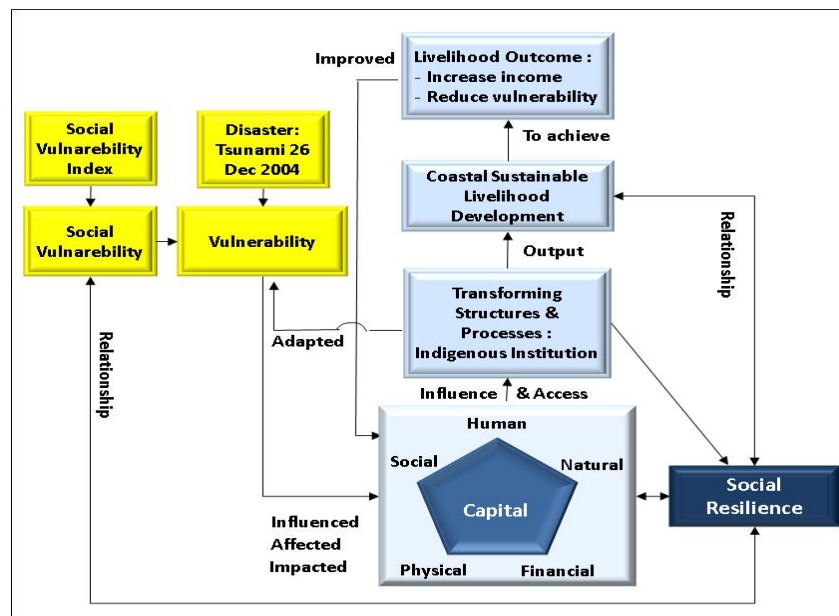 Improved
Livelihood Outcome :
- Increase income
- Reduce vulnerability
To achieve
Social
Vulnarebility
Index
Disaster:
Tsunami 26
Dec 2004
Coastal Sustainable
Livelihood
Development
Social
Vulnarebility
Vulnerability
Output
Relationship
Transforming
Structures &
Processes :
Indigenous Institution
Adapted
Relationship
Influence & Access
Human
Social
Natural
Capital
Physical
Financial
Influenced
Affected
Impacted
Social
Resilience